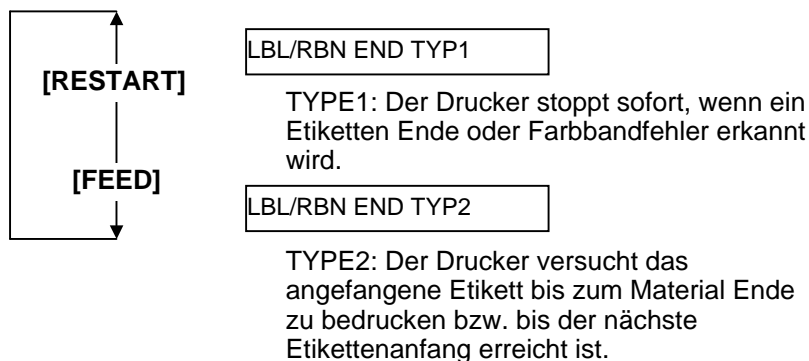 LBL/RBN END TYP1
[RESTART]
TYPE1: Der Drucker stoppt sofort, wenn ein
Etiketten Ende oder Farbbandfehler erkannt
wird.
[FEED]
LBL/RBN END TYP2
TYPE2: Der Drucker versucht das
angefangene Etikett bis zum Material Ende
zu bedrucken bzw. bis der nächste
Etikettenanfang erreicht ist.